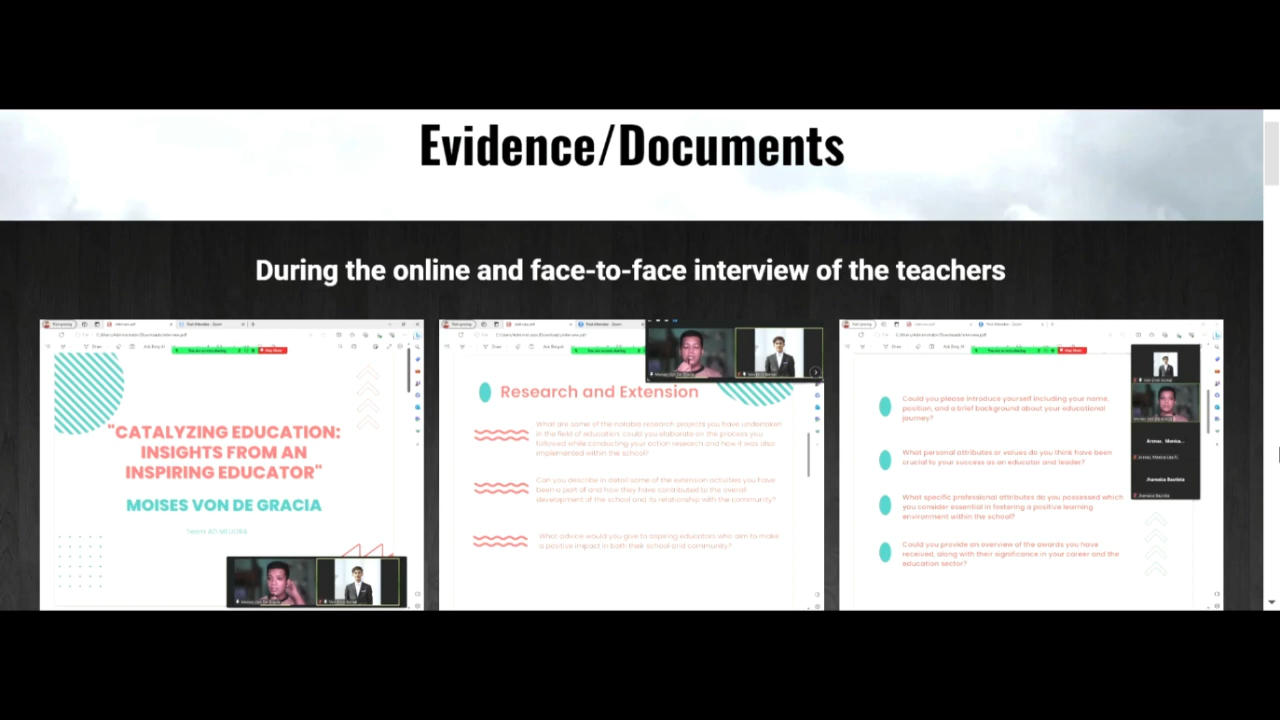 Evidence/Documents
During the online and face-to-face interview of the teachers
"CATALYZING EDUCATION:
INSIGHTS FROM AN
INSPIRING EDUCATOR"
MOISES VON DE GRACIA
Research and Extension
What are some of the notable research projects you have undertaken
in the field of education, could you elaborate on the process you
followed while conducting your action research and how it was also
implemented within the school?
Can you describe in detail some of the extension activities you have
been a part of and how they have contributed to the overall
development of the school and its relationship with the community?
What advice would you give to aspiring educators who aim to make
a positive impact in both their school and community?
Could you please introduce yourself including your name,
position, and a brief background about your educational
journey?
What personal attributes or values do you think have been
crucial to your success as an educator and leader?
What specific professional attributes do you possessed which
you consider essential in fostering a positive learning
environment within the school?
Could you provide an overview of the awards you have
received, along with their significance in your career and the
education sector?
Jhameka Bautista
Jhameka Bautista